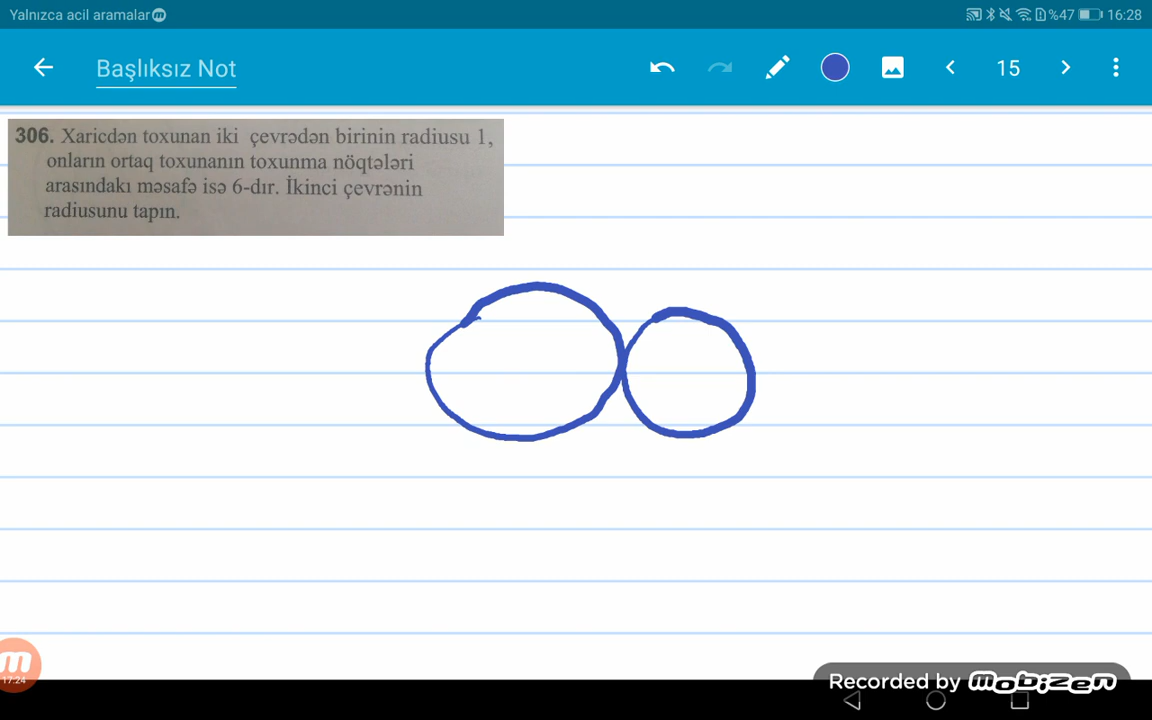 Yalnızca acil aramalar m %47 16:28
Başlıksız Not 15
306. Xaricdən toxunan iki çevrədən birinin radiusu 1,
onların ortaq toxunanın toxunma nöqtələri
arasındakı məsafə isə 6-dır. İkinci çevrənin
radiusunu tapın.
m
17:24
Recorded by mobizen